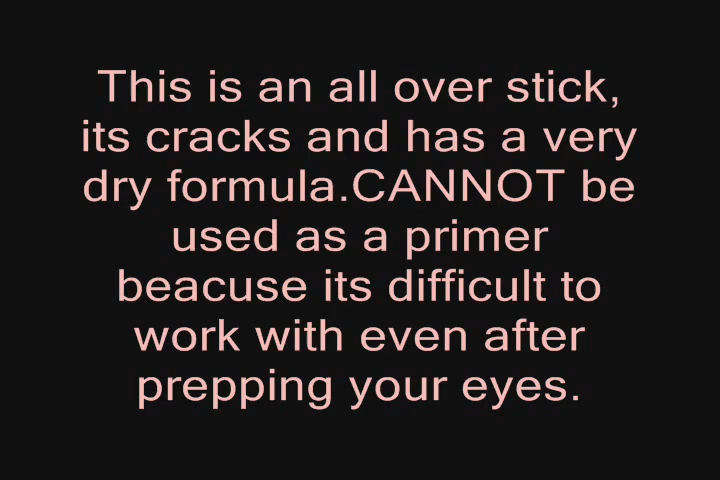 This is an all over stick,
its cracks and has a very
dry formula.CANNOT be
used as a primer
beacuse its difficult to
work with even after
prepping your eyes.